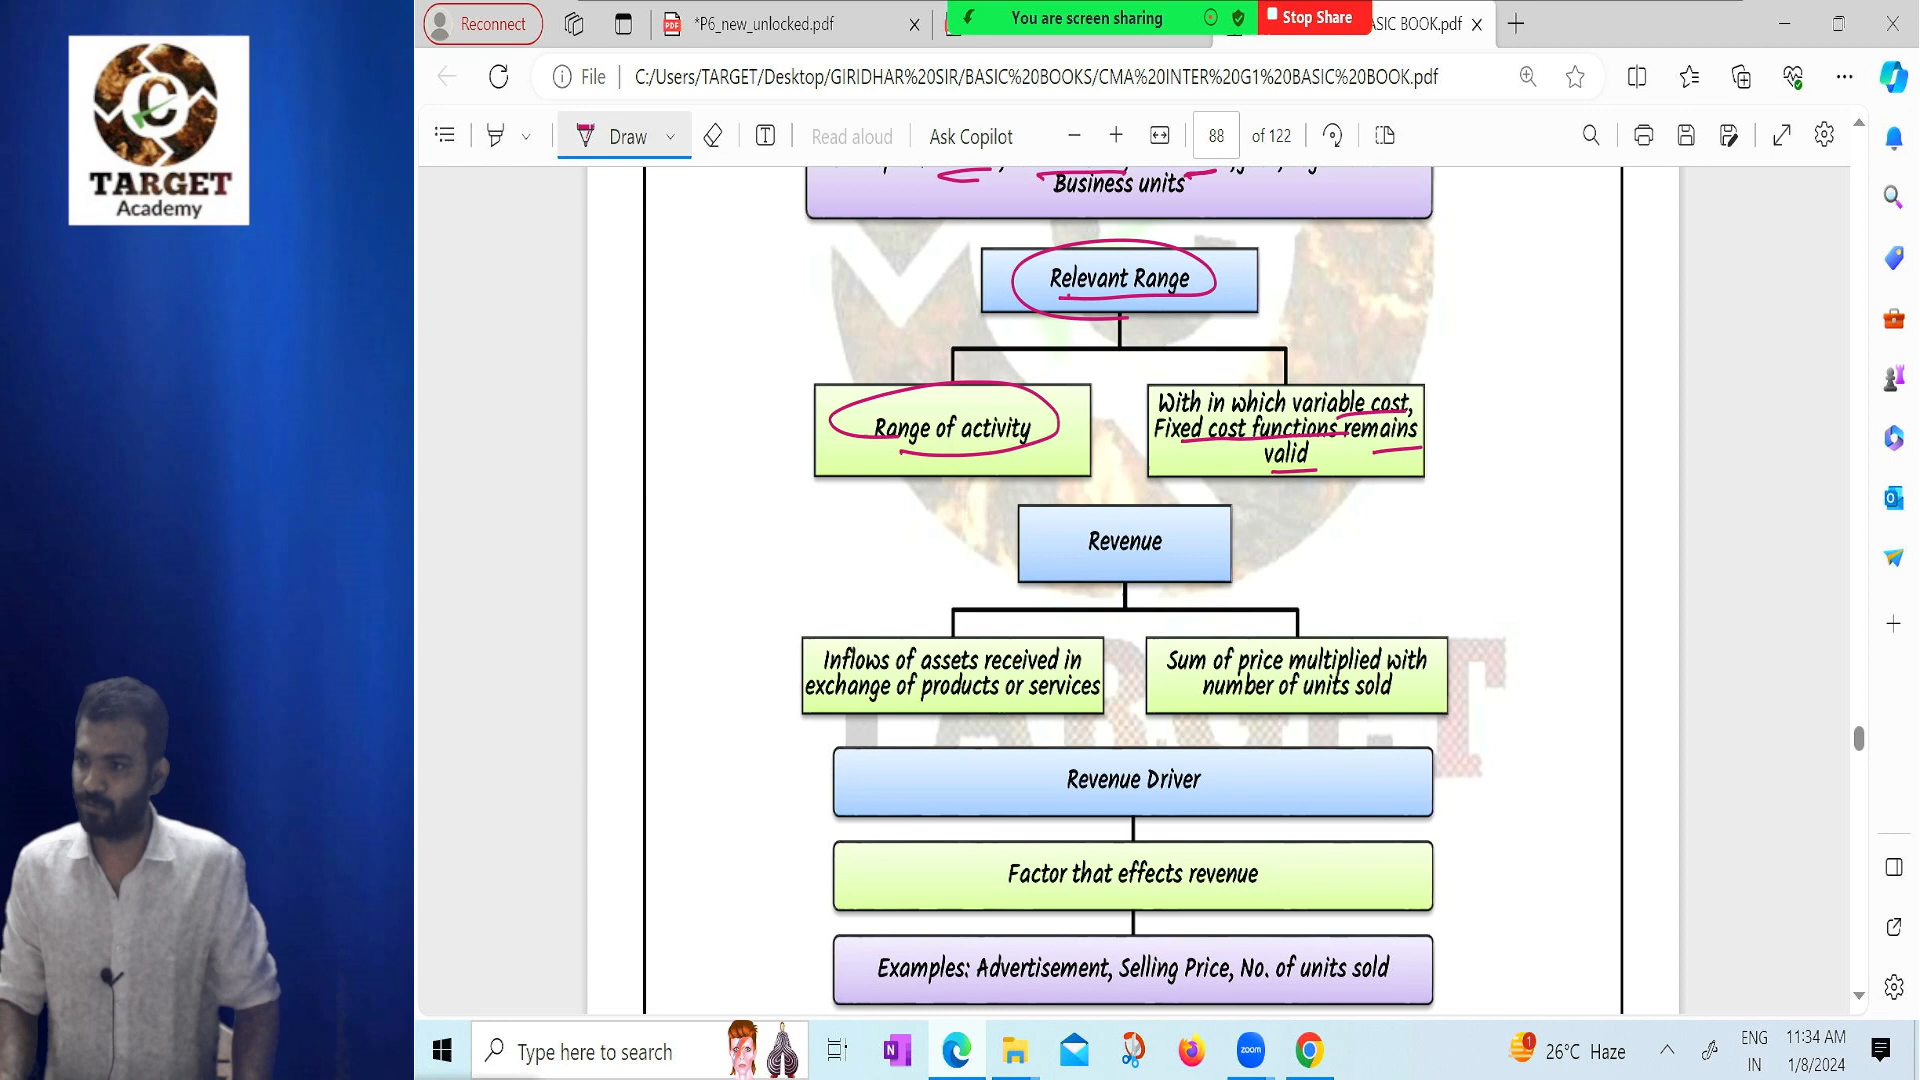 TARGET
Academy
Reconnect
*P6_new_unlocked.pdf
You are screen sharing
Stop Share
ASIC BOOK.pdf
File
C:/Users/TARGET/Desktop/GIRIDHAR%20SIR/BASIC%20BOOKS/CMA%20INTER%20G1%20BASIC%20BOOK.pdf
Draw
Read aloud
Ask Copilot
88
of 122
Business units
Relevant Range
Range of activity
With in which variable cost,
Fixed cost functions remains
valid
Revenue
Inflows of assets received in
exchange of products or services
Sum of price multiplied with
number of units sold
Revenue Driver
Factor that effects revenue
Examples: Advertisement, Selling Price, No. of units sold
TARGET
Type here to search
zoom
26°C Haze
ENG
IN
11:34 AM
1/8/2024